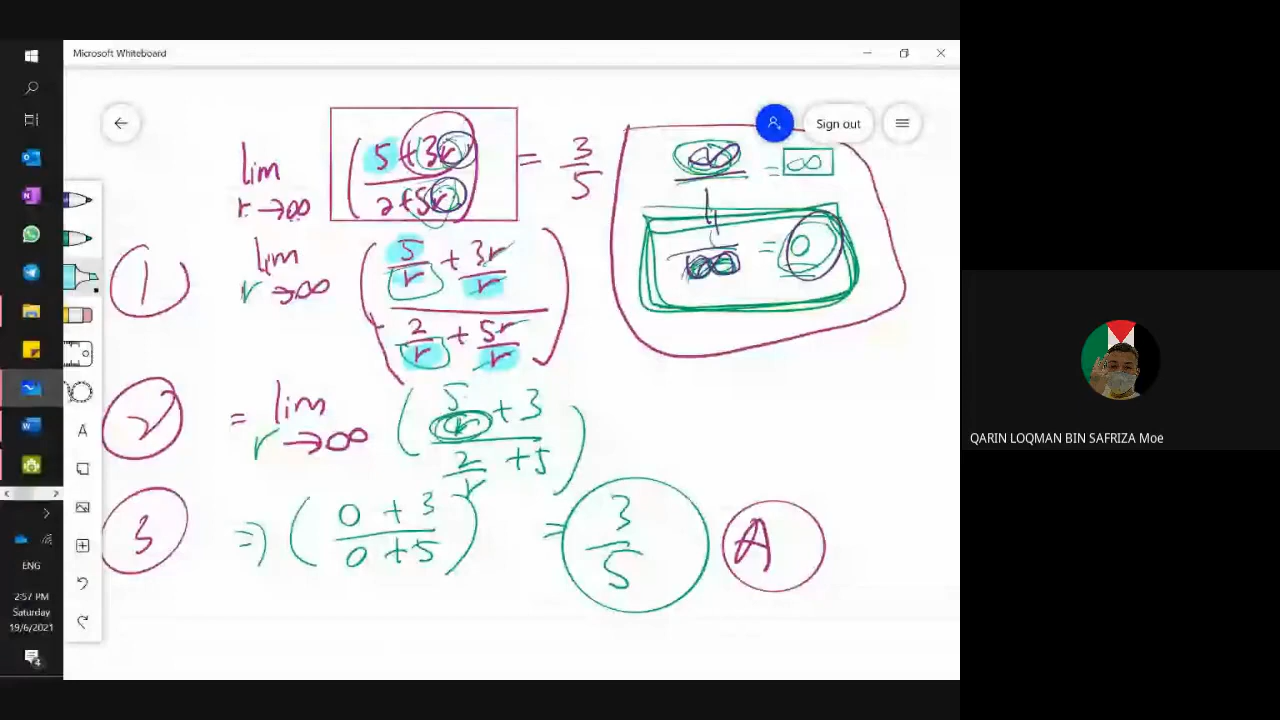 Microsoft Whiteboard
Sign out
lim r→∞ (5+3r / 2+5r) = 3/5
∞/1 = ∞
1/∞ = 0
1 lim r→∞ (5/r + 3r/r / 2/r + 5r/r)
2 = lim r→∞ (5/r + 3 / 2/r + 5)
3 => (0 + 3 / 0 + 5) = 3/5 A
A
ENG
2:57 PM
Saturday
19/6/2021
4
QARIN LOQMAN BIN SAFRIZA Moe